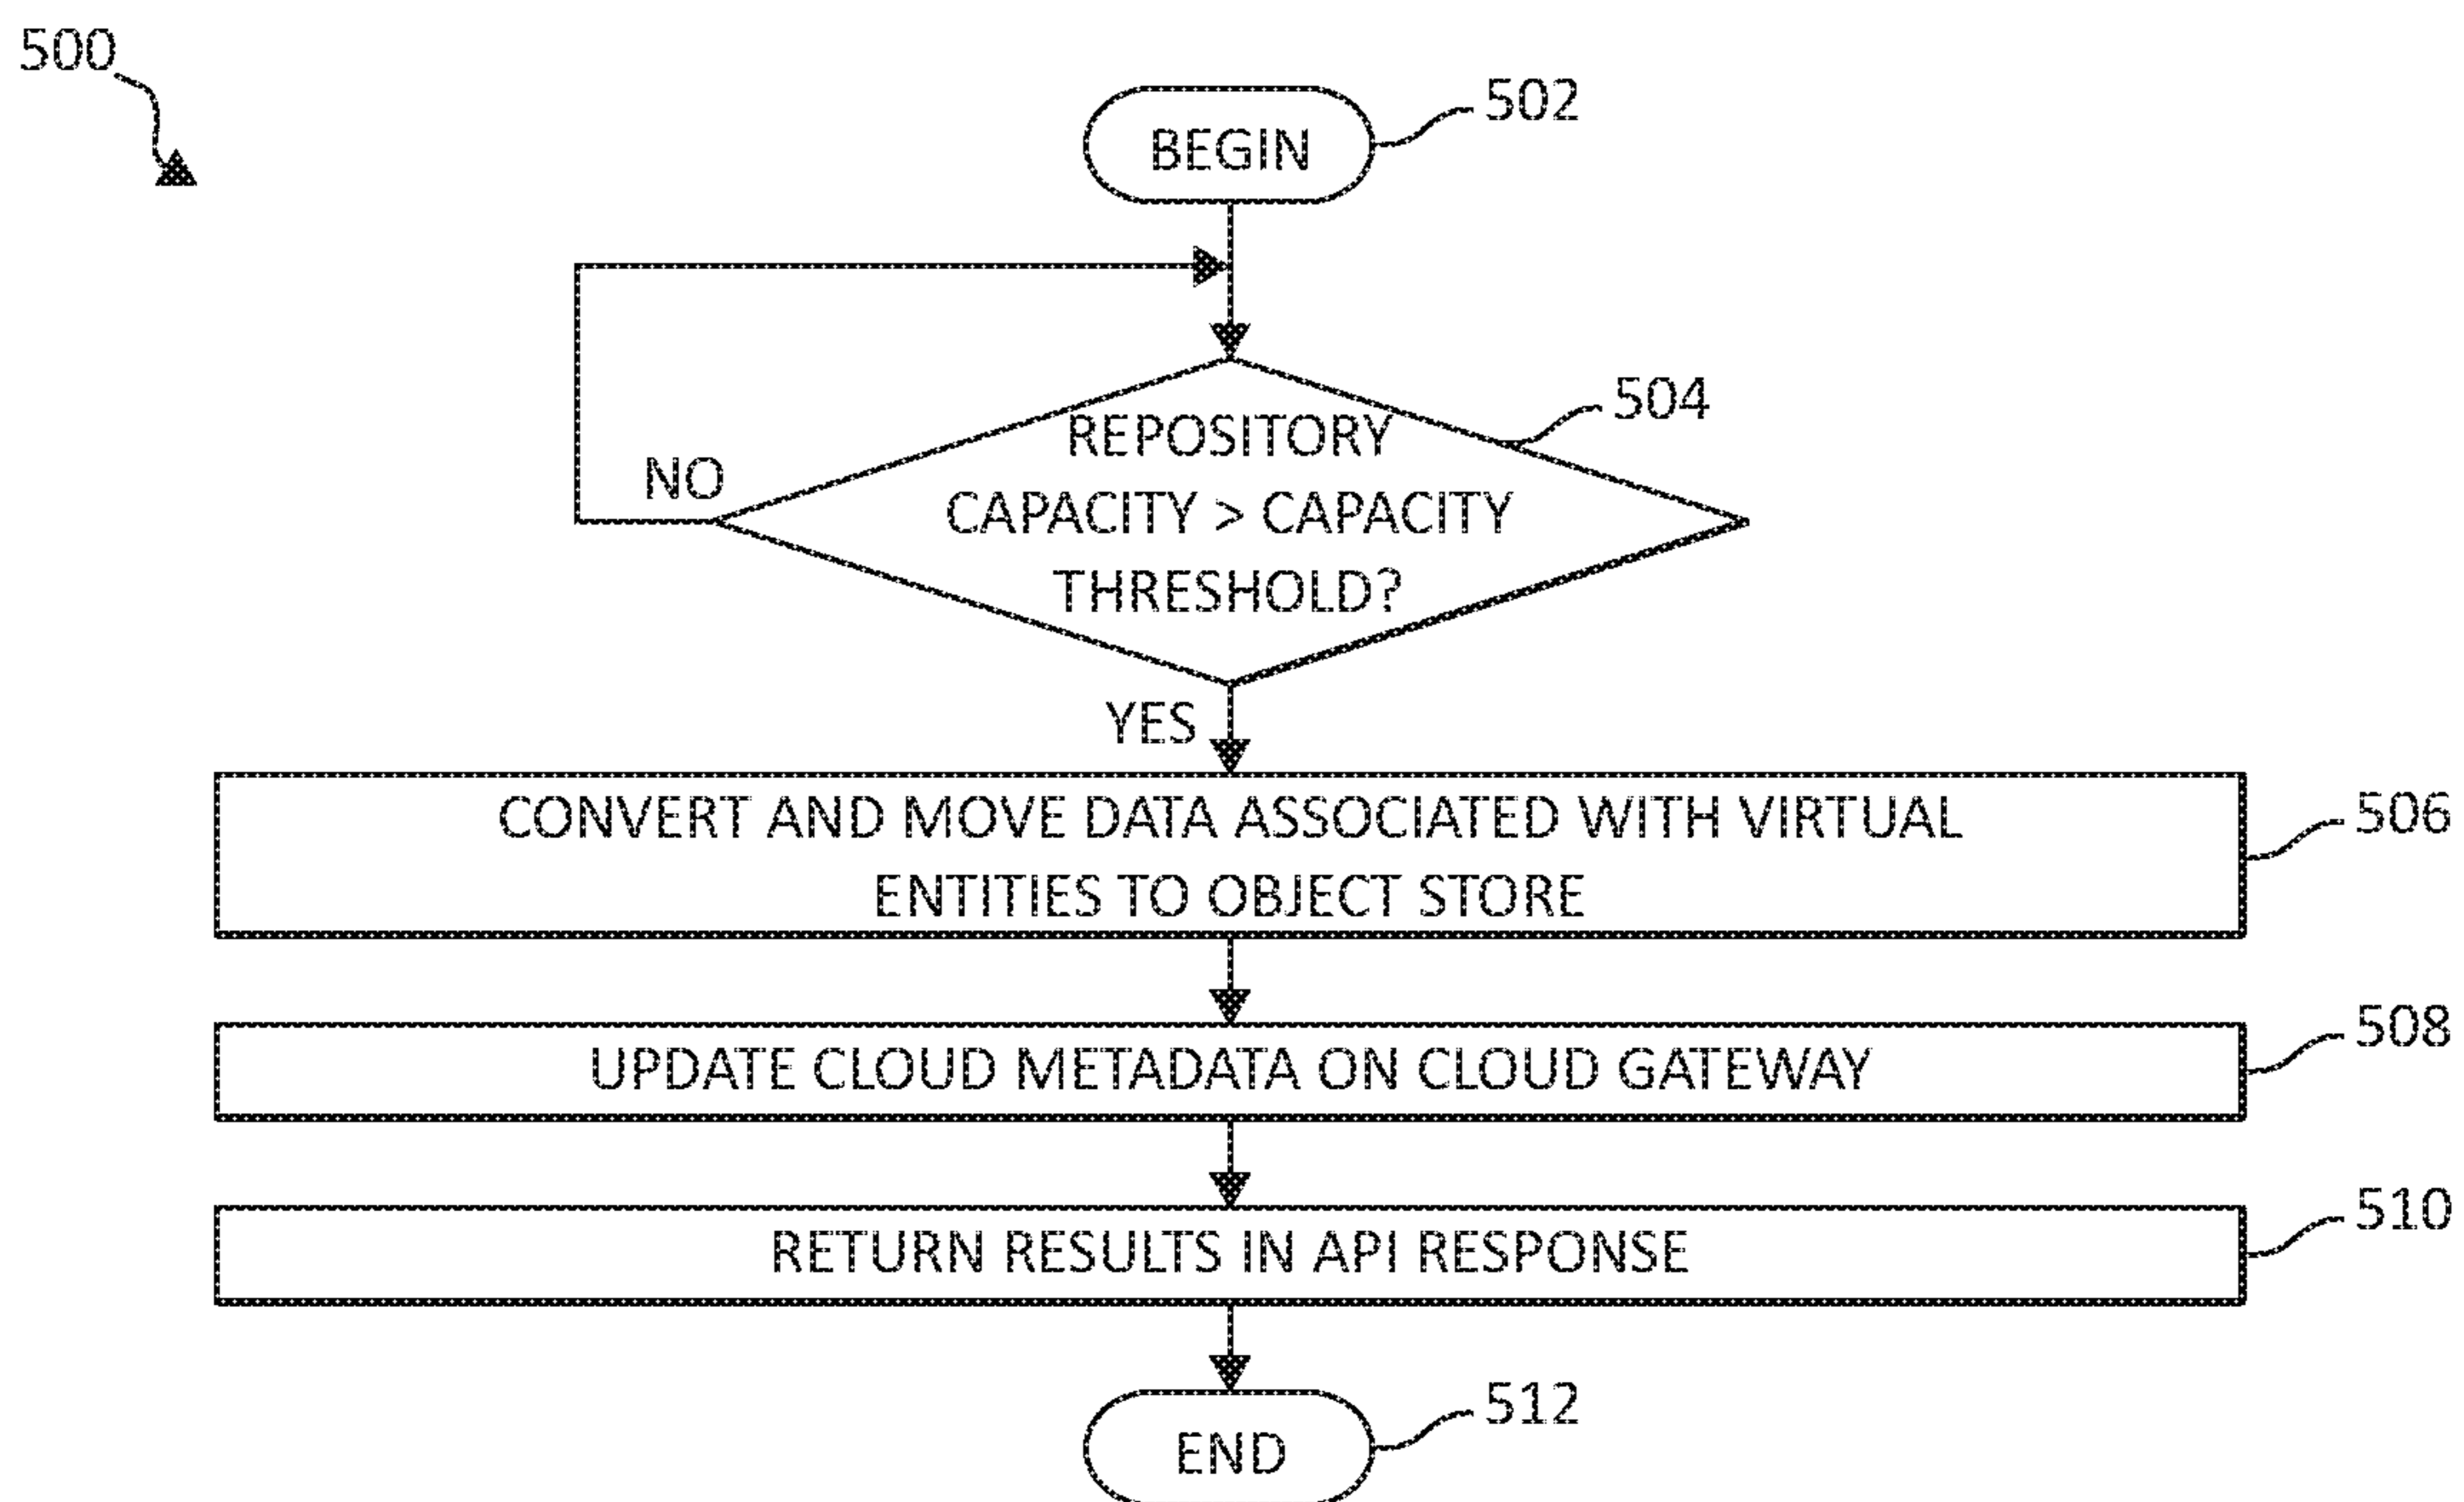 500
BEGIN
502
504
REPOSITORY
CAPACITY > CAPACITY
THRESHOLD?
NO
YES
CONVERT AND MOVE DATA ASSOCIATED WITH VIRTUAL
ENTITIES TO OBJECT STORE
506
UPDATE CLOUD METADATA ON CLOUD GATEWAY
508
RETURN RESULTS IN API RESPONSE
510
END
512